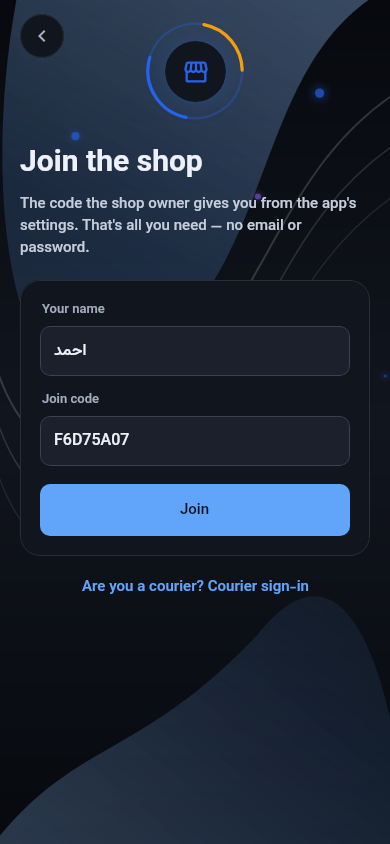 Join the shop
The code the shop owner gives you from the app's
settings. That's all you need — no email or
password.
Your name
احمد
Join code
F6D75A07
Join
Are you a courier? Courier sign-in